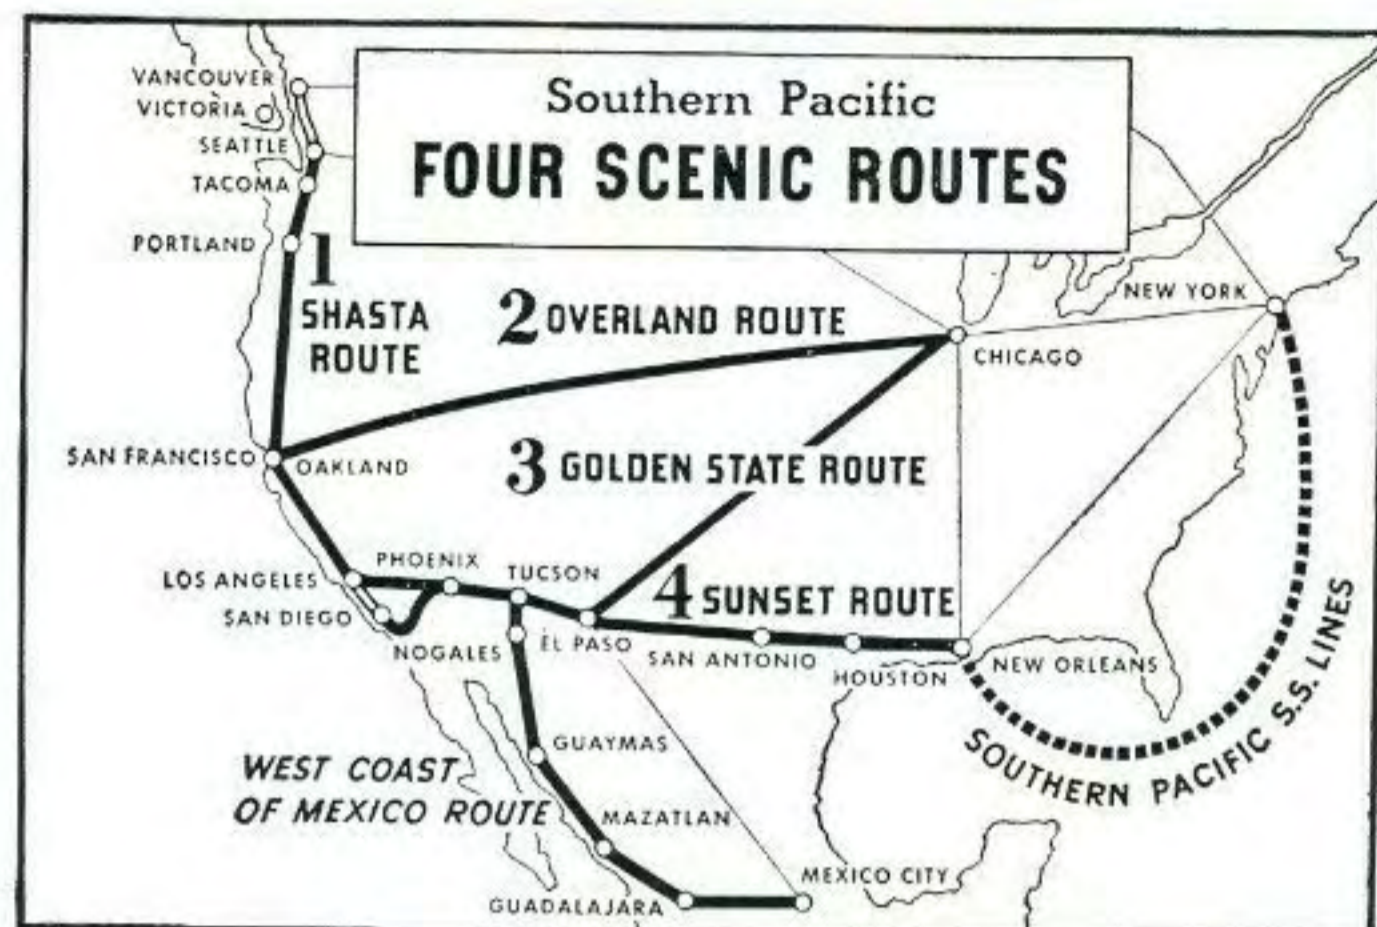 Southern Pacific
FOUR SCENIC ROUTES
VANCOUVER
VICTORIA
SEATTLE
TACOMA
PORTLAND
1
SHASTA
ROUTE
2 OVERLAND ROUTE
NEW YORK
CHICAGO
SAN FRANCISCO
OAKLAND
3 GOLDEN STATE ROUTE
LOS ANGELES
PHOENIX
TUCSON
4 SUNSET ROUTE
SAN DIEGO
NOGALES
EL PASO
SAN ANTONIO
HOUSTON
NEW ORLEANS
SOUTHERN PACIFIC S.S. LINES
GUAYMAS
WEST COAST
OF MEXICO ROUTE
MAZATLAN
MEXICO CITY
GUADALAJARA